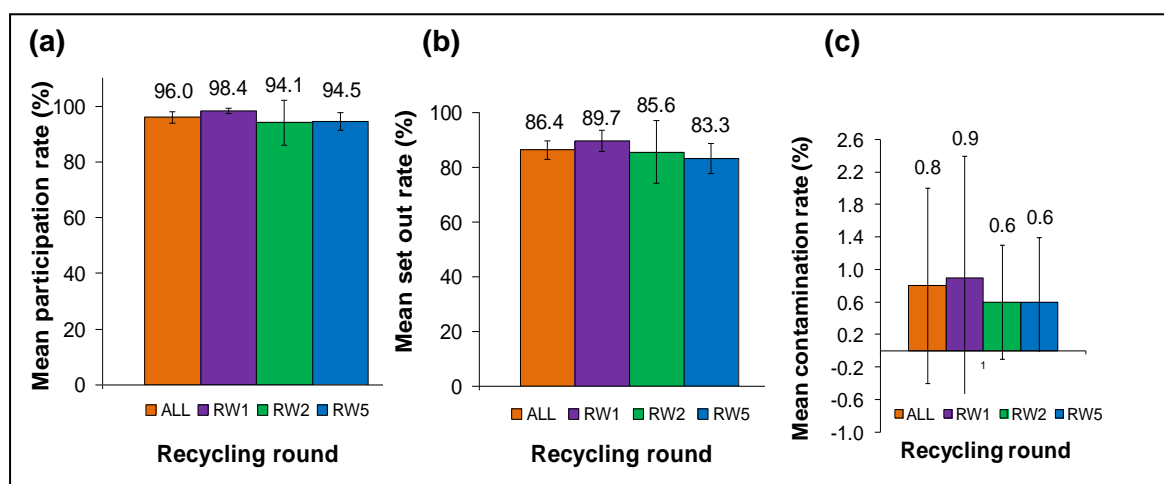 (a)
Mean participation rate (%)
100
80
60
40
20
0
96.0
98.4
94.1
94.5
ALL RW1 RW2 RW5
Recycling round
(b)
Mean set out rate (%)
100
80
60
40
20
0
86.4
89.7
85.6
83.3
ALL RW1 RW2 RW5
Recycling round
(c)
Mean contamination rate (%)
2.6
2.2
1.8
1.4
1.0
0.6
0.2
-0.2
-0.6
-1.0
0.8
0.9
0.6
0.6
1
ALL RW1 RW2 RW5
Recycling round